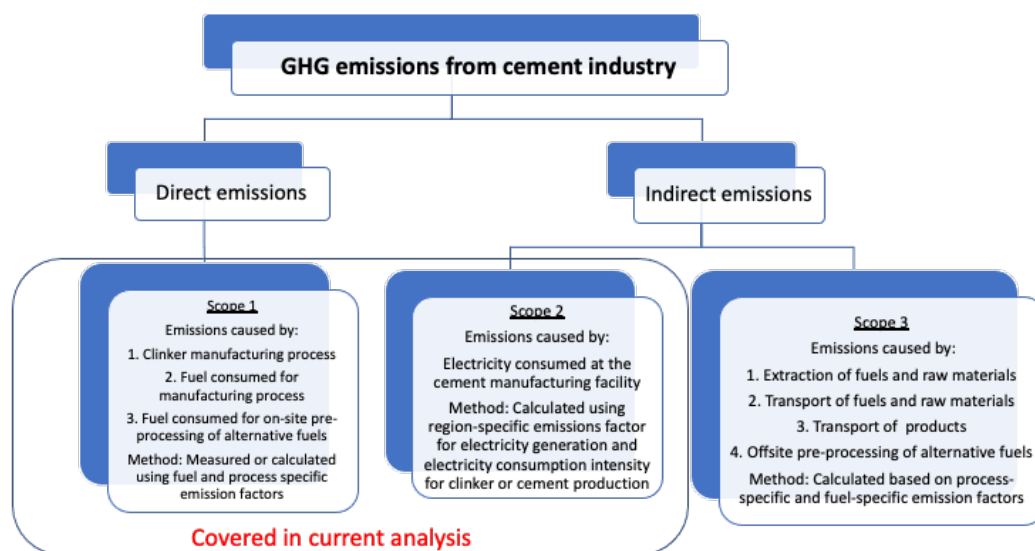 GHG emissions from cement industry
Direct emissions
Indirect emissions
Scope 1
Emissions caused by:
1. Clinker manufacturing process
2. Fuel consumed for
manufacturing process
3. Fuel consumed for on-site pre-
processing of alternative fuels
Method: Measured or calculated
using fuel and process specific
emission factors
Scope 2
Emissions caused by:
Electricity consumed at the
cement manufacturing facility
Method: Calculated using
region-specific emissions factor
for electricity generation and
electricity consumption intensity
for clinker or cement production
Scope 3
Emissions caused by:
1. Extraction of fuels and raw materials
2. Transport of fuels and raw materials
3. Transport of products
4. Offsite pre-processing of alternative fuels
Method: Calculated based on process-
specific and fuel-specific emission factors
Covered in current analysis